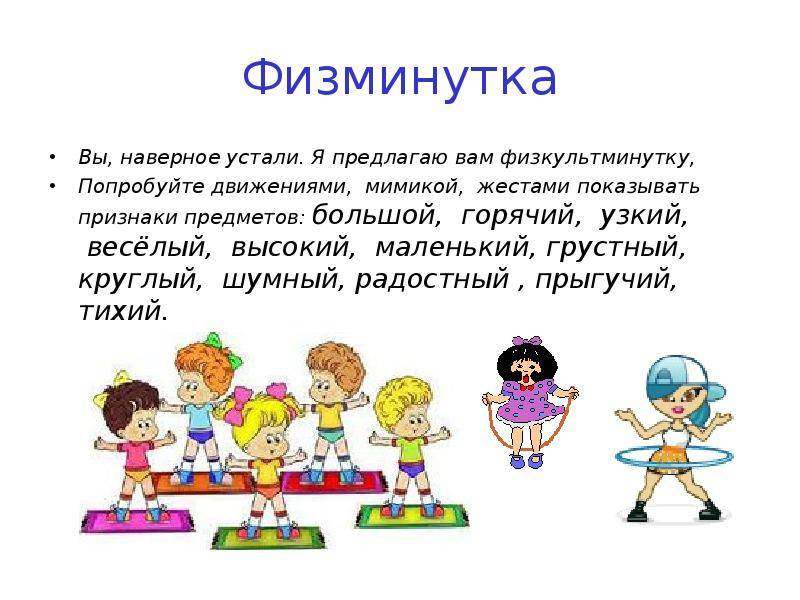 Физминутка
• Вы, наверное устали. Я предлагаю вам физкультминутку,
• Попробуйте движениями, мимикой, жестами показывать
признаки предметов: большой, горячий, узкий,
весёлый, высокий, маленький, грустный,
круглый, шумный, радостный , прыгучий,
тихий.